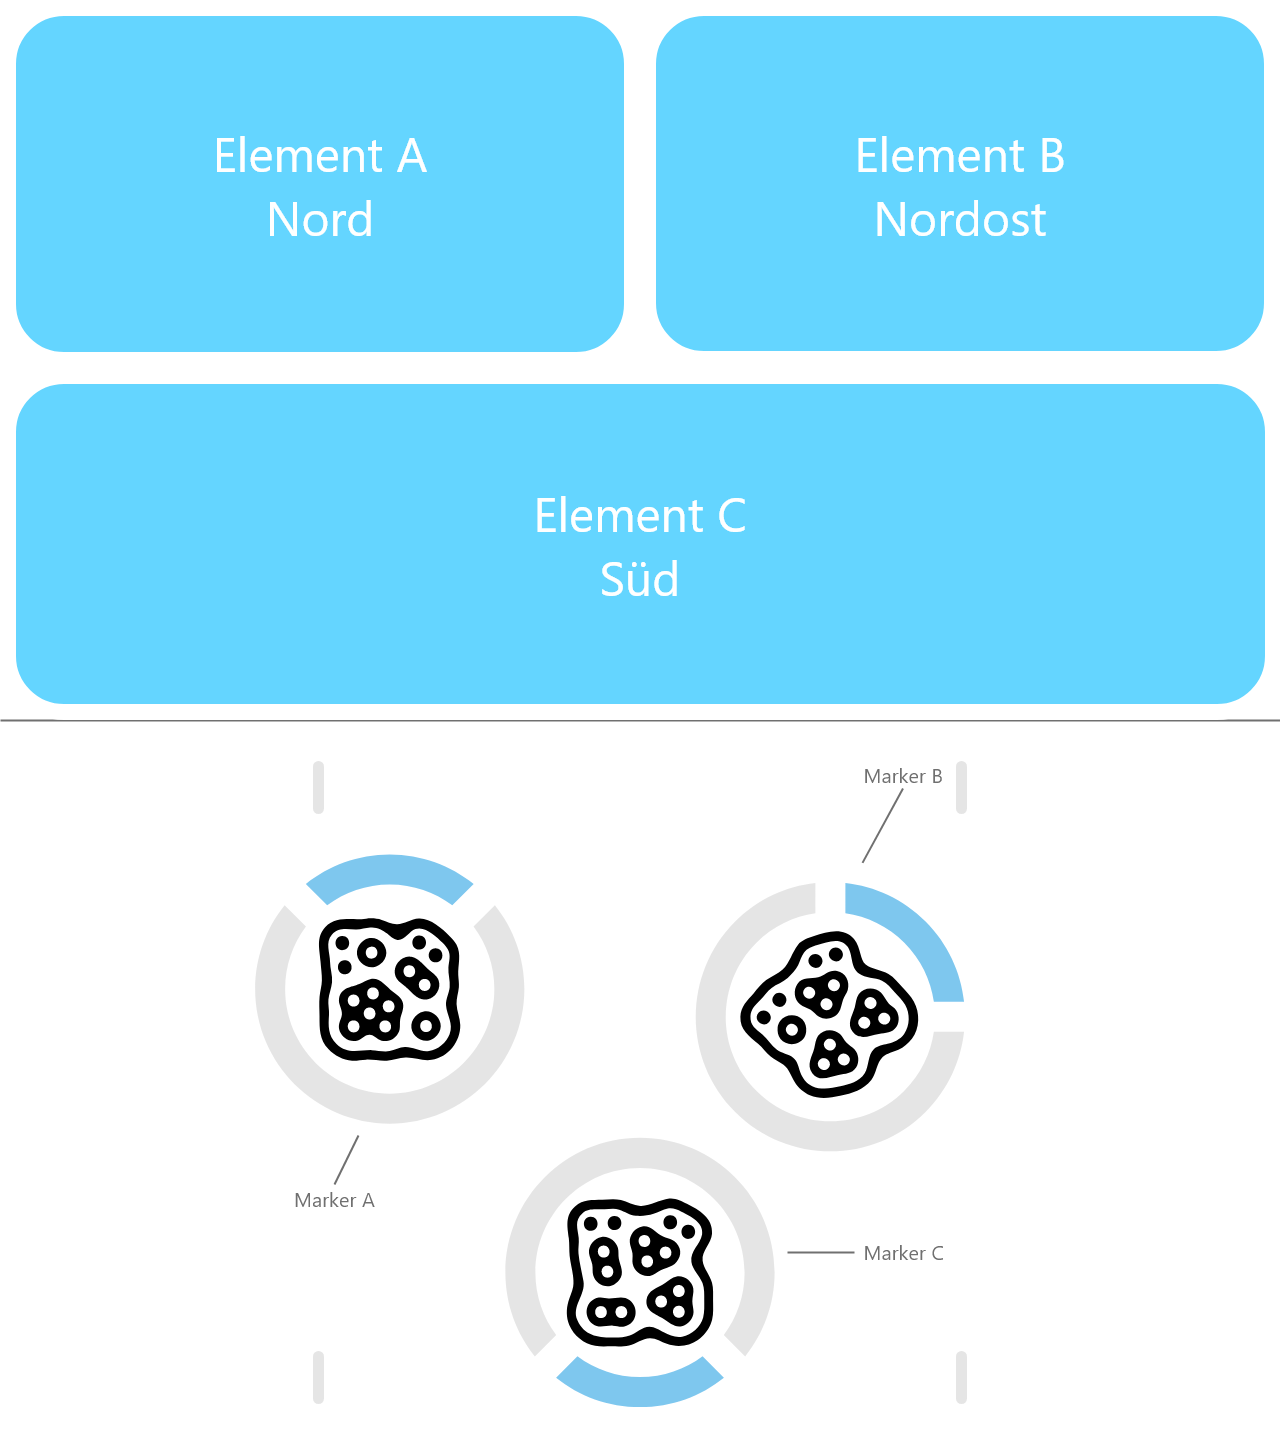 Element A
Nord
Element B
Nordost
Element C
Süd
Marker B
Marker A
Marker C